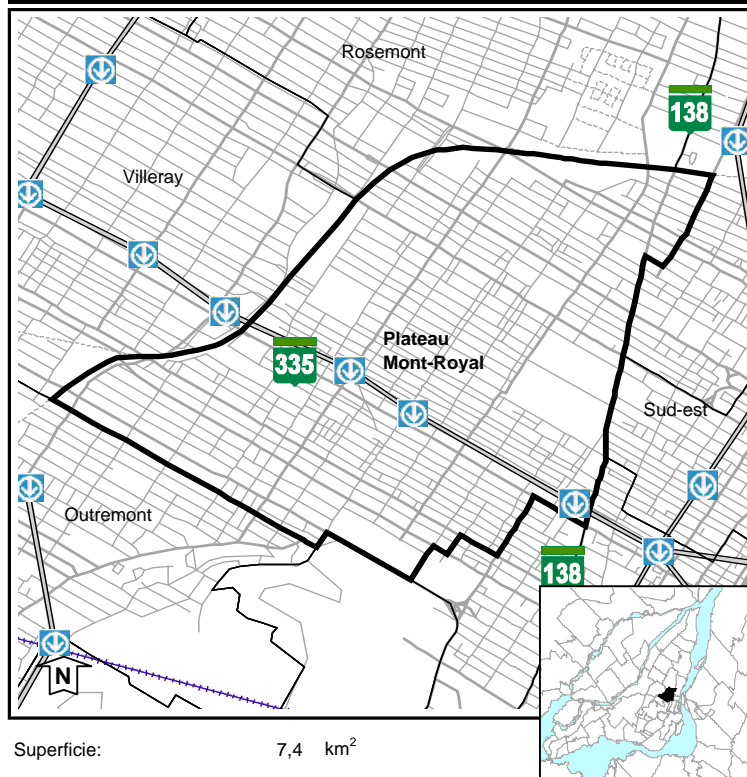 Rosemont
138
Villeray
Plateau
Mont-Royal
335
Sud-est
Outremont
138
N
Superficie: 7,4 km²